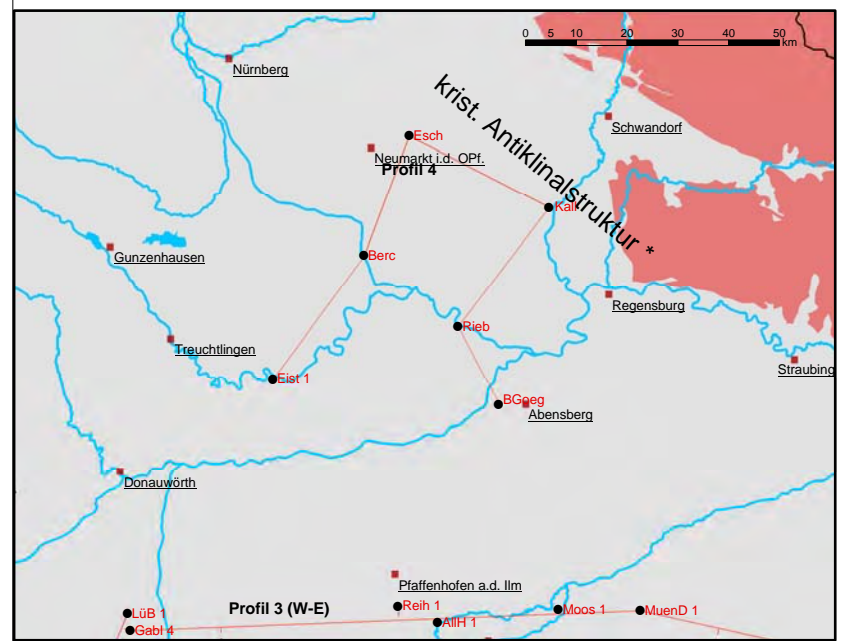 0 5 10 20 30 40 50
km
Nürnberg
krist. Antiklinalstruktur *
Schwandorf
Esch
Neumarkt i.d. OPf.
Profil 4
Kall
Gunzenhausen
Berc
Regensburg
Rieb
Treuchtlingen
Straubing
Eist 1
BGoeg
Abensberg
Donauwörth
Pfaffenhofen a.d. Ilm
Reih 1
Profil 3 (W-E)
LüB 1
Moos 1
MuenD 1
AllH 1
Gabl 4